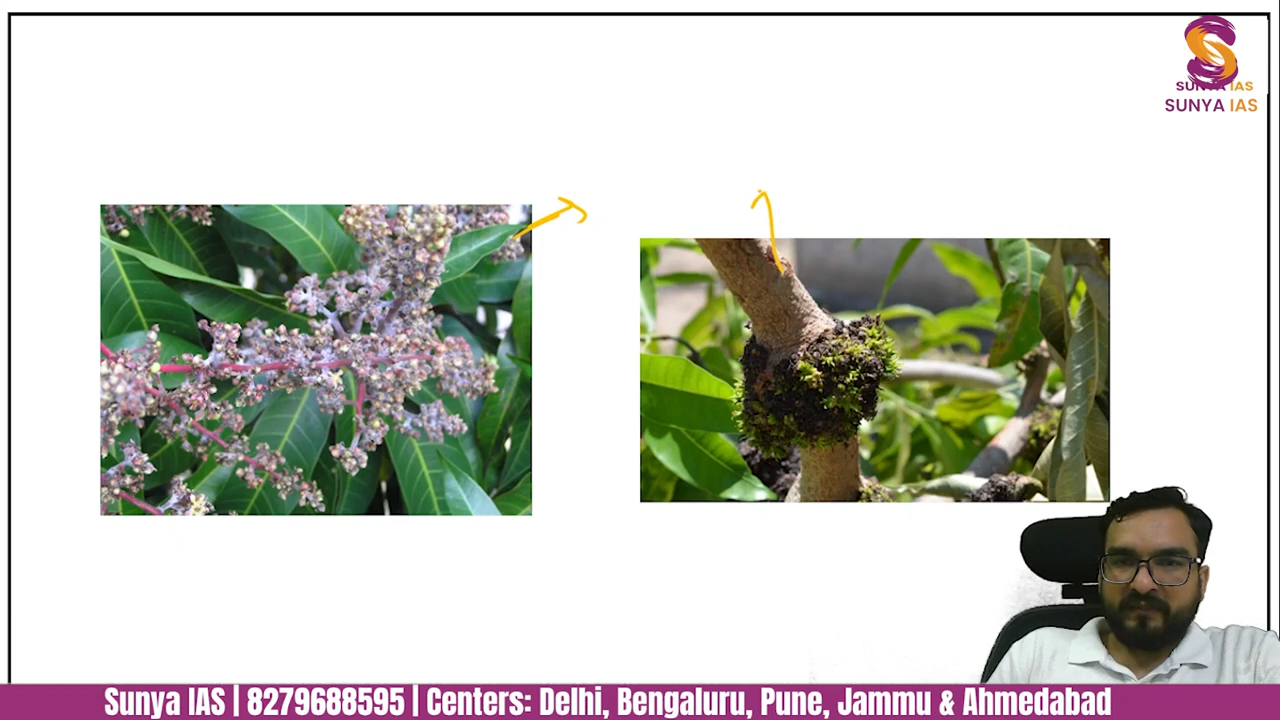 SUNYA IAS
SUNYA IAS
Sunya IAS | 8279688595 | Centers: Delhi, Bengaluru, Pune, Jammu & Ahmedabad